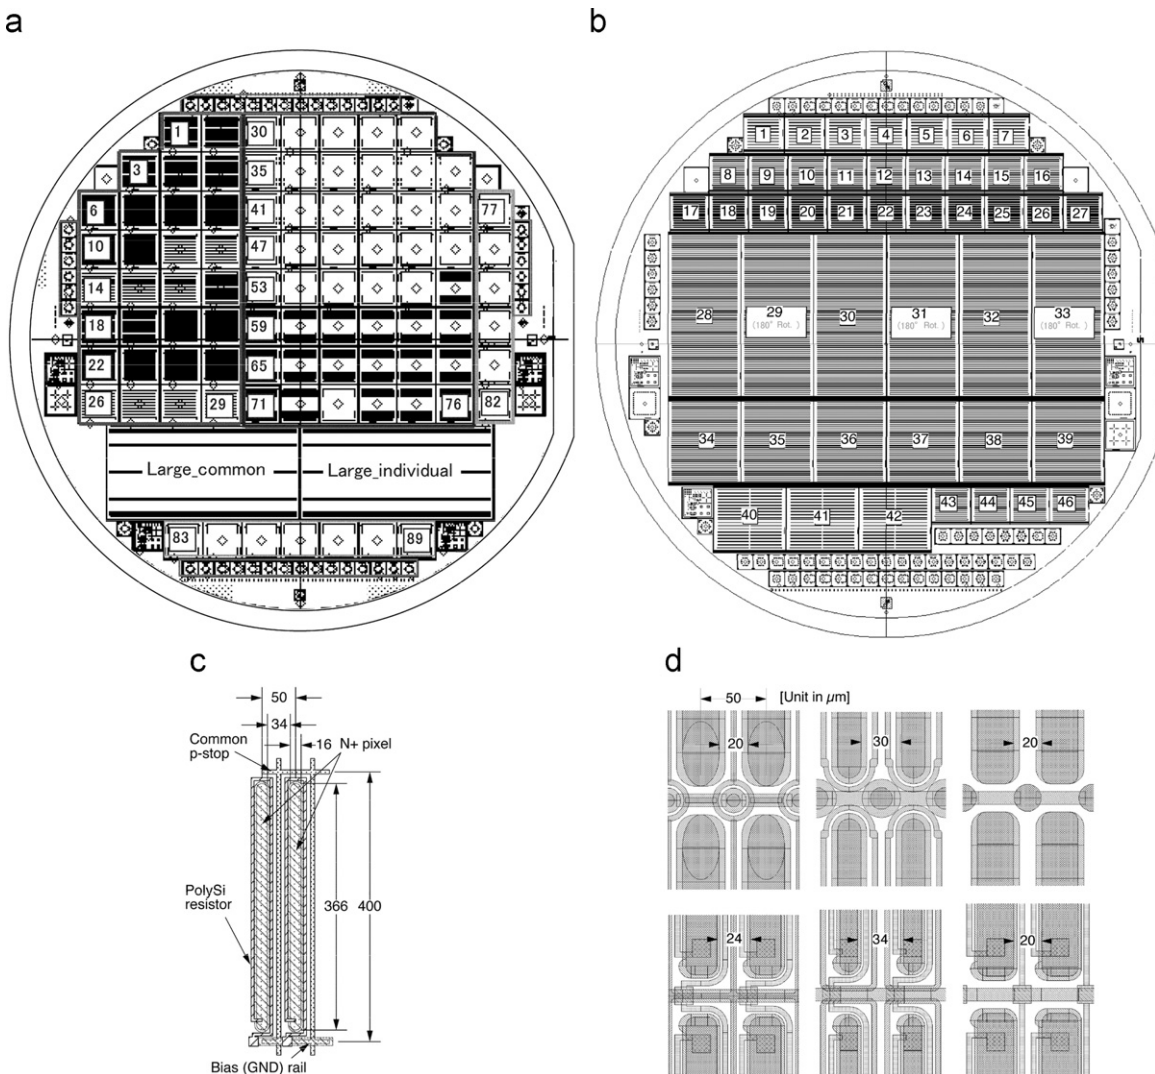 a
b
1
30
3
35
6
41
77
10
47
14
53
18
59
22
65
26
29
71
76
82
Large_common
Large_individual
83
89
1 2 3 4 5 6 7
8 9 10 11 12 13 14 15 16
17 18 19 20 21 22 23 24 25 26 27
28 29 30 31 32 33
(180° Rot. ) (180° Rot. ) (180° Rot. )
34 35 36 37 38 39
40 41 42 43 44 45 46
c
50
34
Common
p-stop
16
N+ pixel
PolySi
resistor
366
400
Bias (GND) rail
d
50
[Unit in μm]
20 30 20
24 34 20